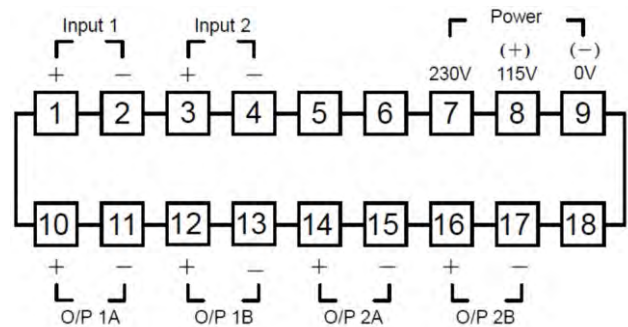 Input 1 Input 2 Power
(+) (−)
+ − + − 230V 115V 0V
1 2 3 4 5 6 7 8 9
10 11 12 13 14 15 16 17 18
+ − + − + − + −
O/P 1A O/P 1B O/P 2A O/P 2B